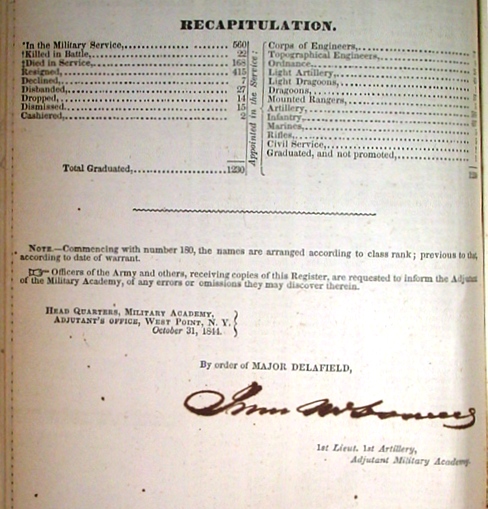 RECAPITULATION.
*In the Military Service,.......... 560
†Killed in Battle,.......... 22
†Died in Service,.......... 168
Resigned,.......... 415
Declined,.......... 7
Disbanded,.......... 27
Dropped,.......... 14
Dismissed,.......... 15
Cashiered,.......... 2
Total Graduated,.......... 1230
Appointed in the Service:
Corps of Engineers,..........
Topographical Engineers,..........
Ordnance,..........
Light Artillery,..........
Light Dragoons,..........
Dragoons,..........
Mounted Rangers,..........
Artillery,..........
Infantry,..........
Marines,..........
Rifles,..........
Civil Service,..........
Graduated, and not promoted,..........
NOTE.—Commencing with number 180, the names are arranged according to class rank; previous to that,
according to date of warrant.
☞ Officers of the Army and others, receiving copies of this Register, are requested to inform the Adjutant
of the Military Academy, of any errors or omissions they may discover therein.
HEAD QUARTERS, MILITARY ACADEMY,
ADJUTANT'S OFFICE, WEST POINT, N. Y.
October 31, 1844.
By order of MAJOR DELAFIELD,
1st Lieut. 1st Artillery,
Adjutant Military Academy.